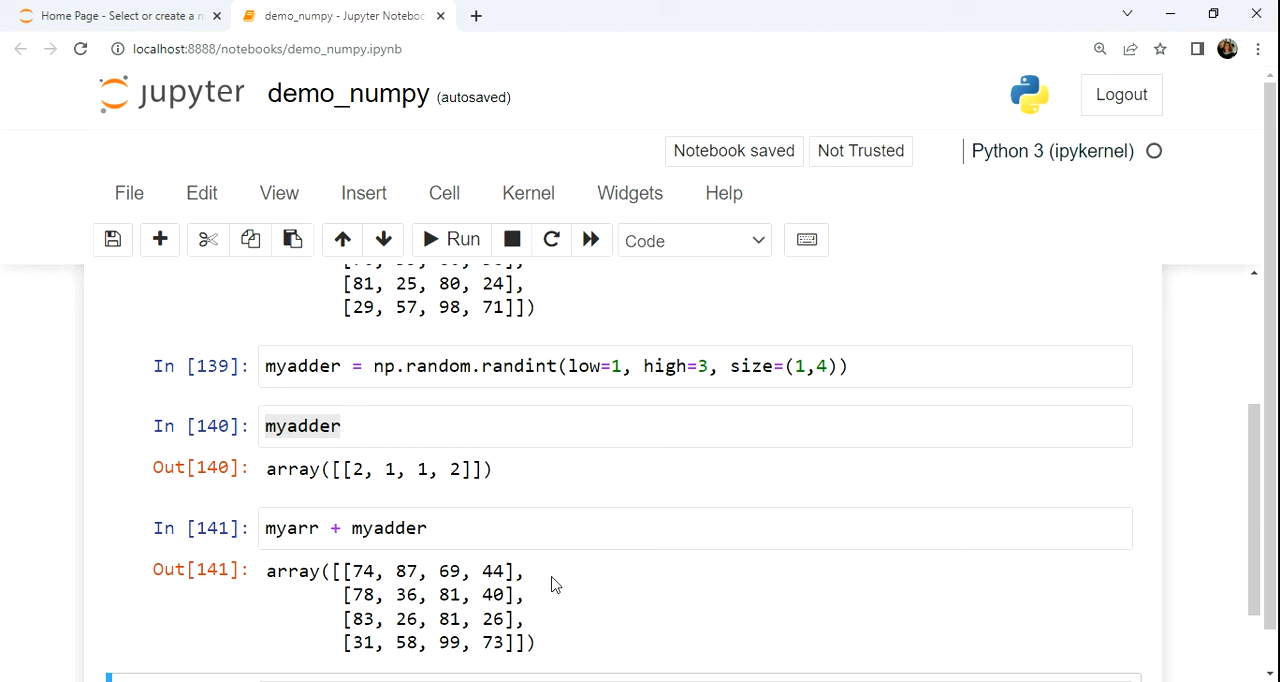 Home Page - Select or create a n
demo_numpy - Jupyter Noteboo
localhost:8888/notebooks/demo_numpy.ipynb
jupyter demo_numpy (autosaved)
Logout
Notebook saved Not Trusted Python 3 (ipykernel)
File Edit View Insert Cell Kernel Widgets Help
Run Code
[81, 25, 80, 24],
[29, 57, 98, 71]])
In [139]: myadder = np.random.randint(low=1, high=3, size=(1,4))
In [140]: myadder
Out[140]: array([[2, 1, 1, 2]])
In [141]: myarr + myadder
Out[141]: array([[74, 87, 69, 44],
[78, 36, 81, 40],
[83, 26, 81, 26],
[31, 58, 99, 73]])